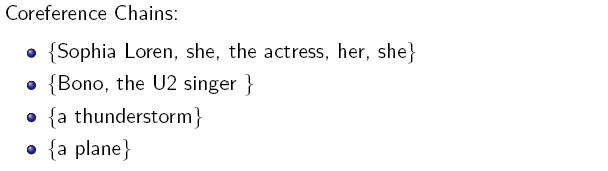 Coreference Chains:
{Sophia Loren, she, the actress, her, she}
{Bono, the U2 singer }
{a thunderstorm}
{a plane}